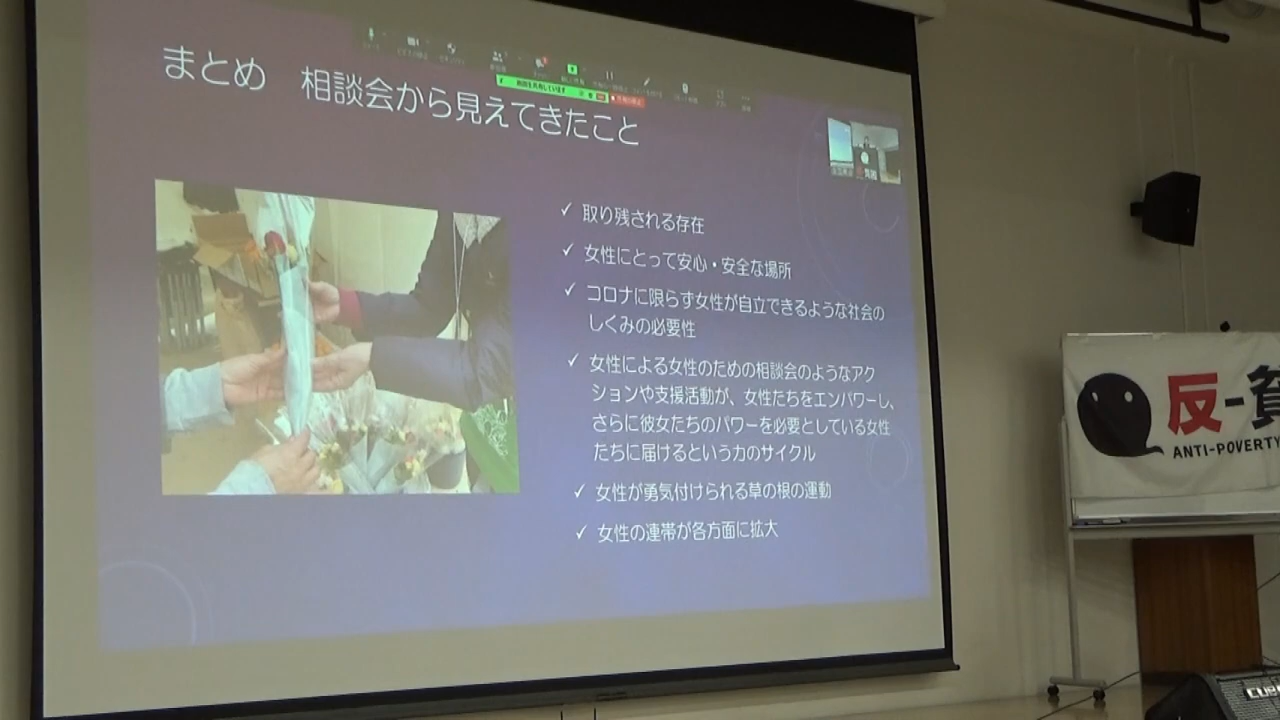 まとめ　相談会から見えてきたこと
✓ 取り残される存在
✓ 女性にとって安心・安全な場所
✓ コロナに限らず女性が自立できるような社会の
しくみの必要性
✓ 女性による女性のための相談会のようなアク
ションや支援活動が、女性たちをエンパワーし、
さらに彼女たちのパワーを必要としている女性
たちに届けるという力のサイクル
✓ 女性が勇気付けられる草の根の運動
✓ 女性の連帯が各方面に拡大
反-貧
ANTI-POVERTY